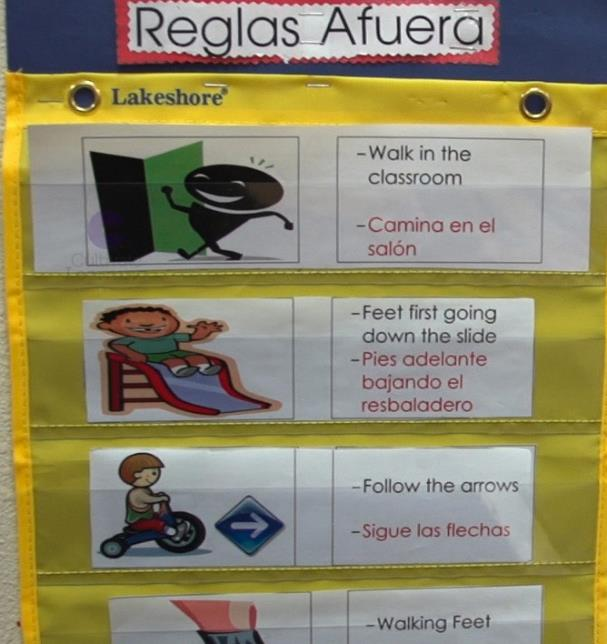 Reglas Afuera
Lakeshore®
-Walk in the
classroom
-Camina en el
salón
-Feet first going
down the slide
-Pies adelante
bajando el
resbaladero
-Follow the arrows
-Sigue las flechas
-Walking Feet